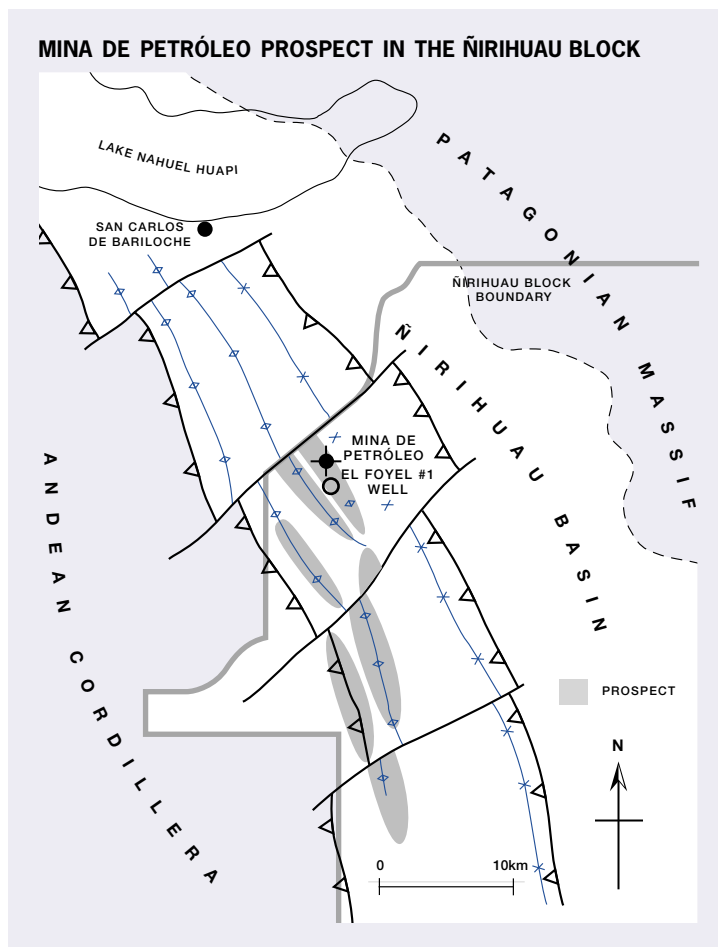 MINA DE PETRÓLEO PROSPECT IN THE ÑIRIHUAU BLOCK
LAKE NAHUEL HUAPI
PATAGONIAN MASSIF
SAN CARLOS
DE BARILOCHE
ÑIRIHUAU BLOCK
BOUNDARY
ÑIRIHUAU BASIN
MINA DE
PETRÓLEO
EL FOYEL #1
WELL
ANDEAN CORDILLERA
PROSPECT
N
0 10km